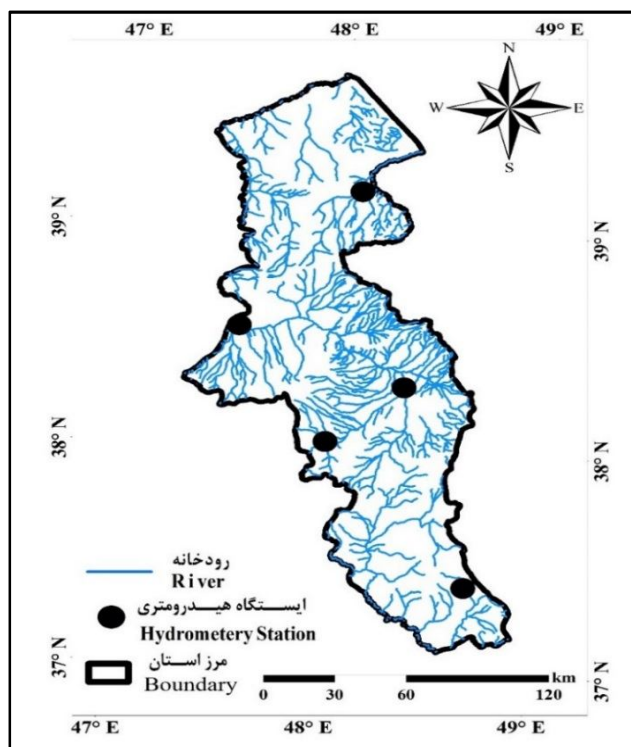 47° E 48° E 49° E
N
W E
S
39° N
39° N
38° N
38° N
رودخانه
River
ایستگاه هیدرومتری
Hydrometery Station
مرز استان
Boundary
km
0 30 60 120
37° N
37° N
47° E 48° E 49° E